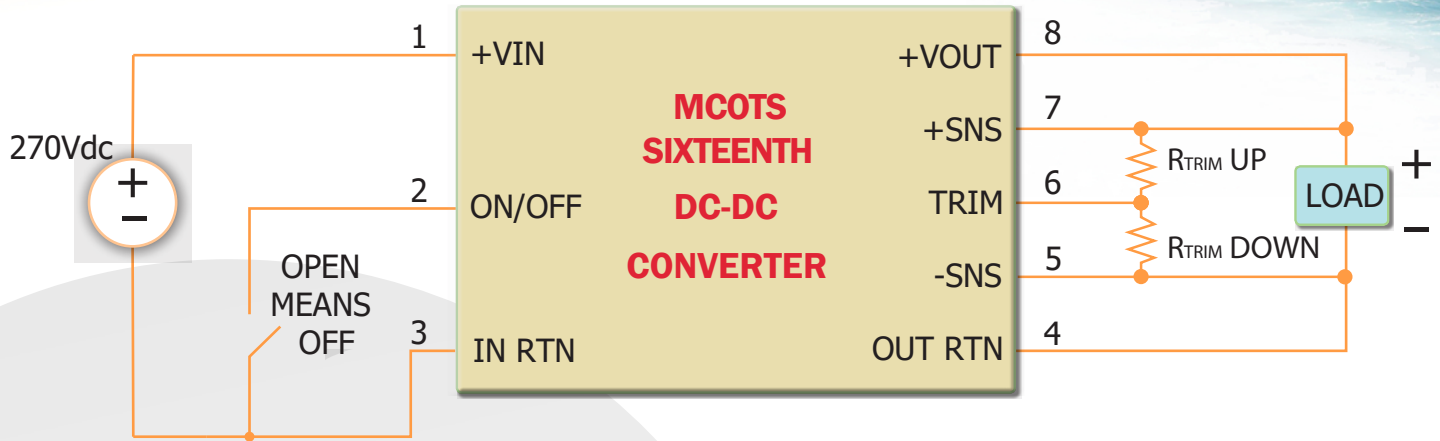 1
+VIN
270Vdc
+
−
2
ON/OFF
OPEN
MEANS
OFF
3
IN RTN
MCOTS
SIXTEENTH
DC-DC
CONVERTER
8
+VOUT
7
+SNS
RTRIM UP
6
TRIM
RTRIM DOWN
5
-SNS
4
OUT RTN
LOAD
+
−